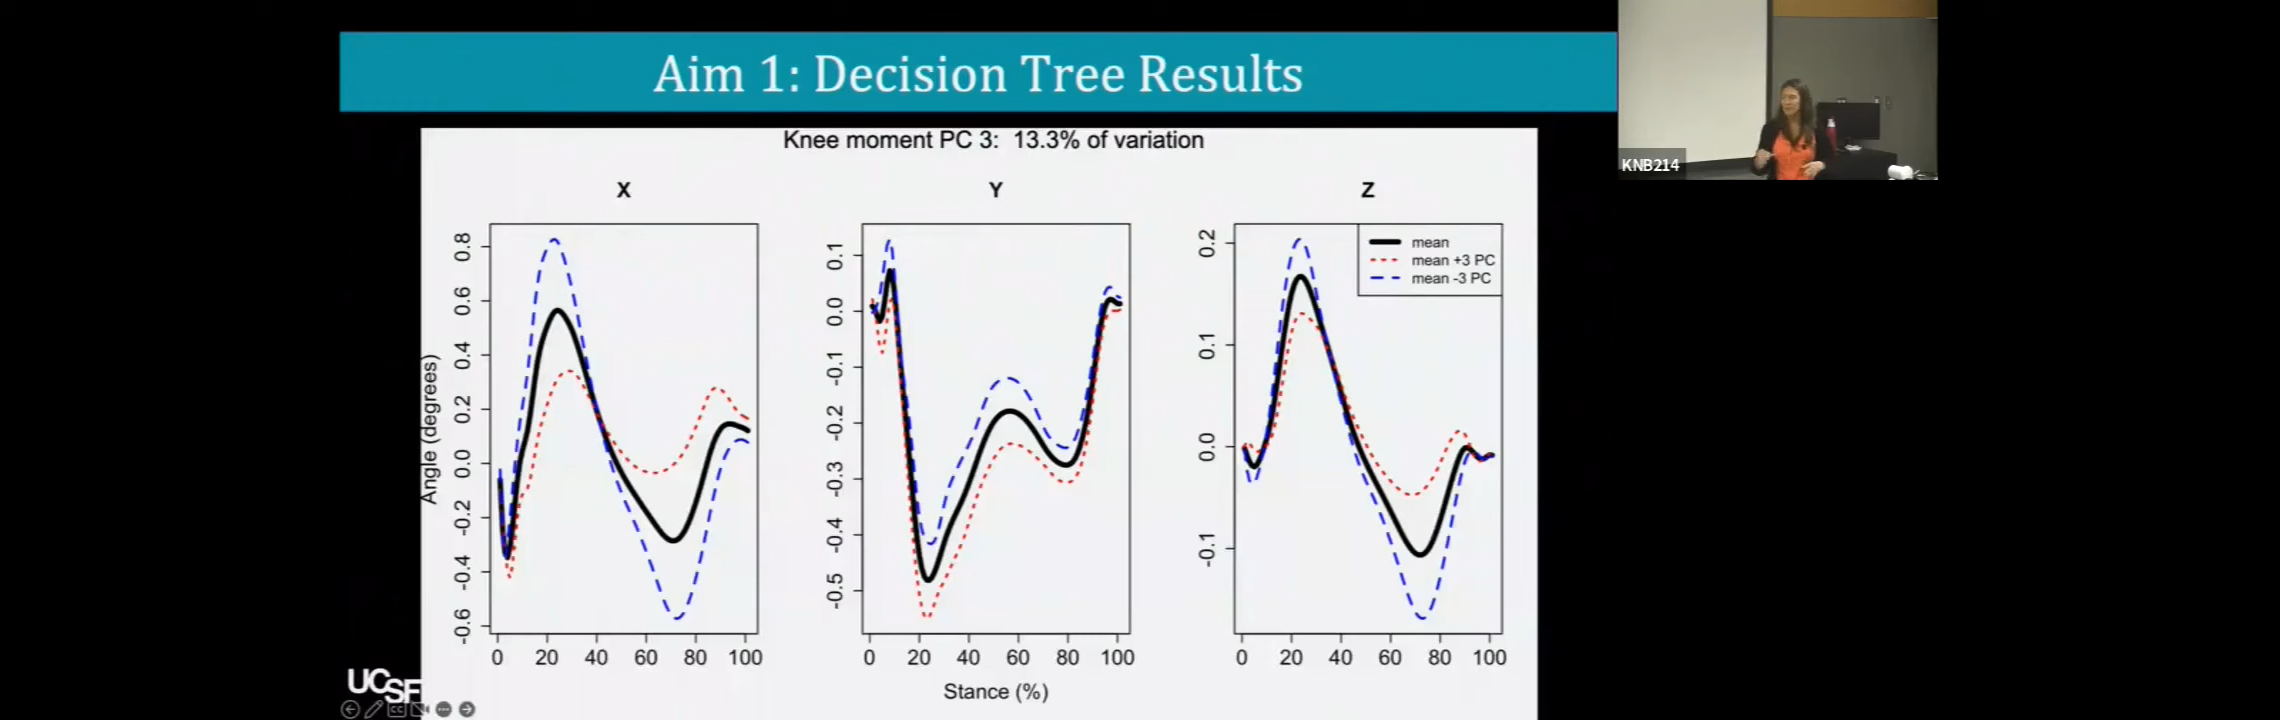 Aim 1: Decision Tree Results
KNB214
Knee moment PC 3: 13.3% of variation
X
Y
Z
mean
mean +3 PC
mean -3 PC
Angle (degrees)
0.8
0.6
0.4
0.2
0.0
-0.2
-0.4
-0.6
0.1
0.0
-0.1
-0.2
-0.3
-0.4
-0.5
0.2
0.1
0.0
-0.1
0 20 40 60 80 100
0 20 40 60 80 100
0 20 40 60 80 100
Stance (%)
UCSF
CC